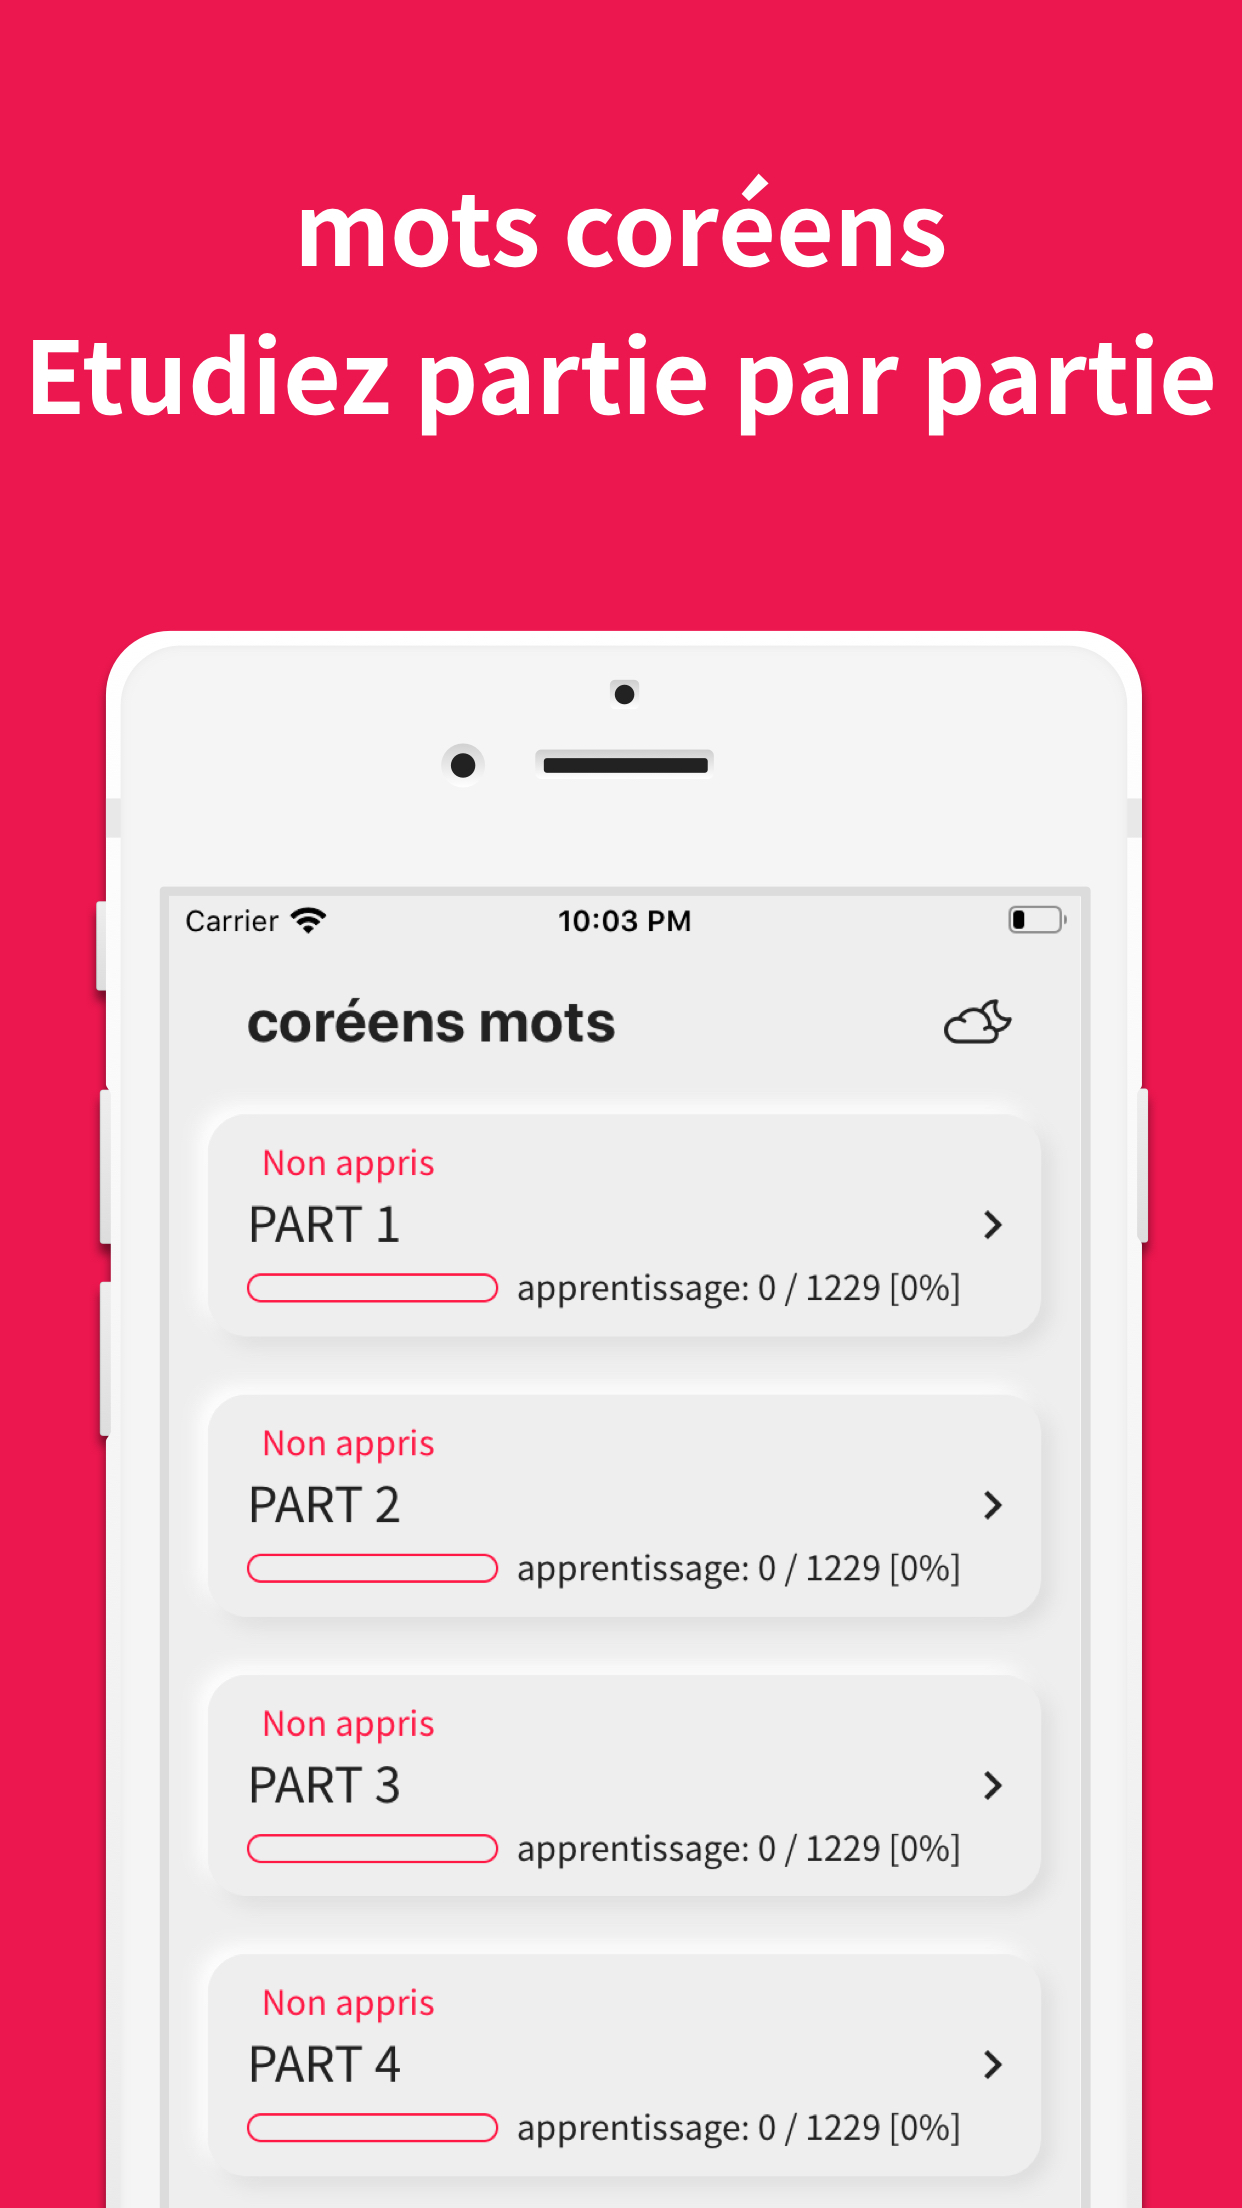 mots coréens
Etudiez partie par partie
Carrier 10:03 PM
coréens mots
Non appris
PART 1
apprentissage: 0 / 1229 [0%]
Non appris
PART 2
apprentissage: 0 / 1229 [0%]
Non appris
PART 3
apprentissage: 0 / 1229 [0%]
Non appris
PART 4
apprentissage: 0 / 1229 [0%]